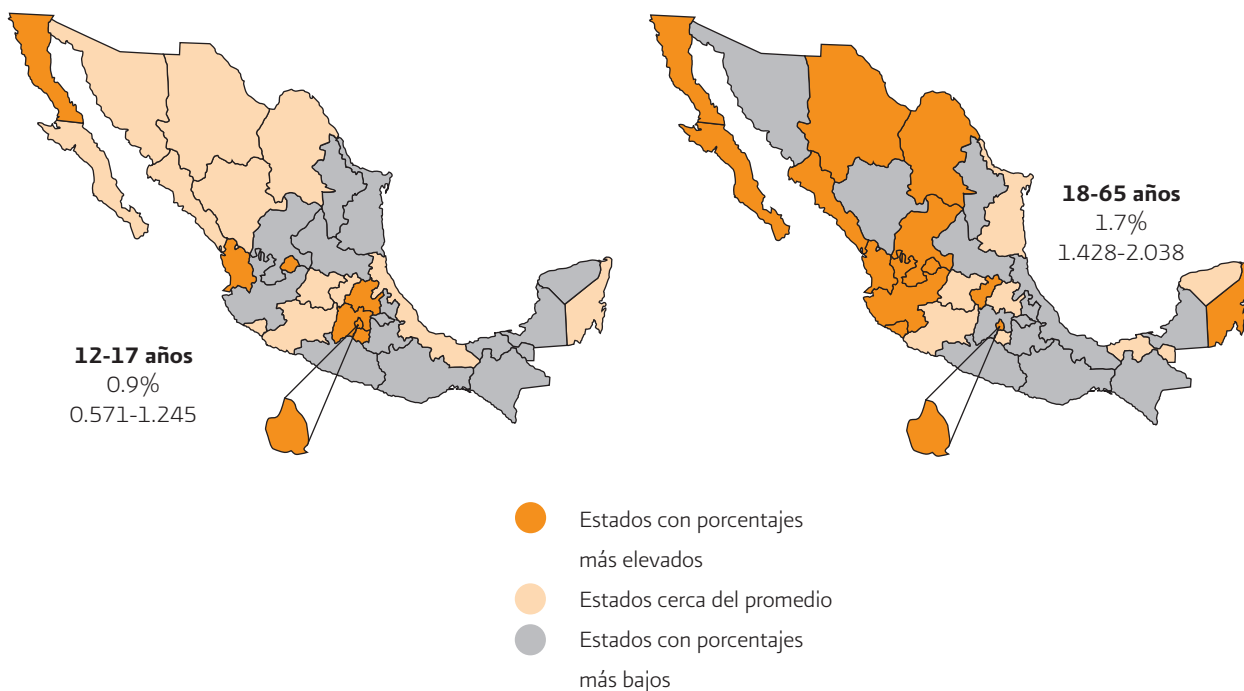 18-65 años
1.7%
1.428-2.038
12-17 años
0.9%
0.571-1.245
Estados con porcentajes
más elevados
Estados cerca del promedio
Estados con porcentajes
más bajos